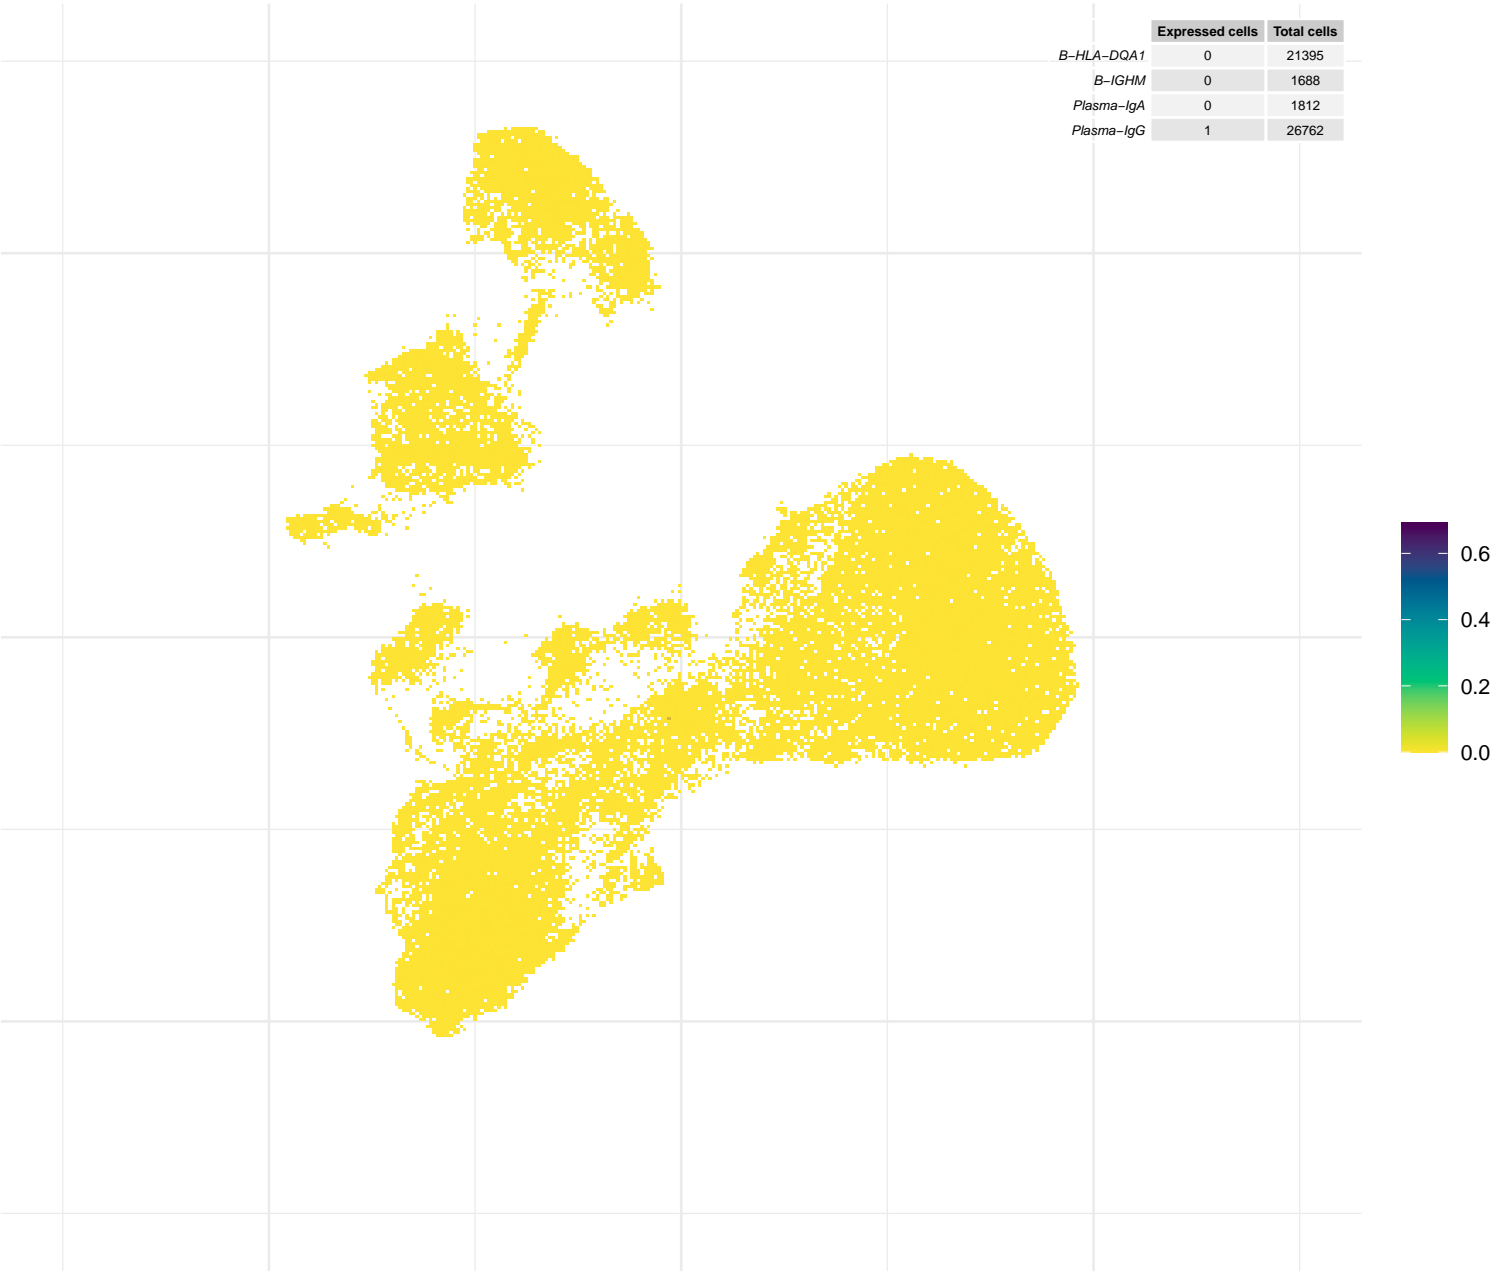 Expressed cells Total cells
B-HLA-DQA1 0 21395
B-IGHM 0 1688
Plasma-IgA 0 1812
Plasma-IgG 1 26762
0.6
0.4
0.2
0.0